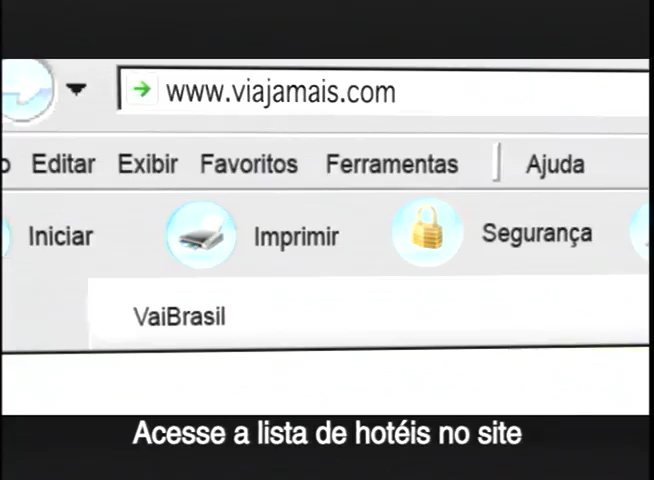 www.viajamais.com
Editar Exibir Favoritos Ferramentas Ajuda
Iniciar Imprimir Segurança
VaiBrasil
Acesse a lista de hotéis no site